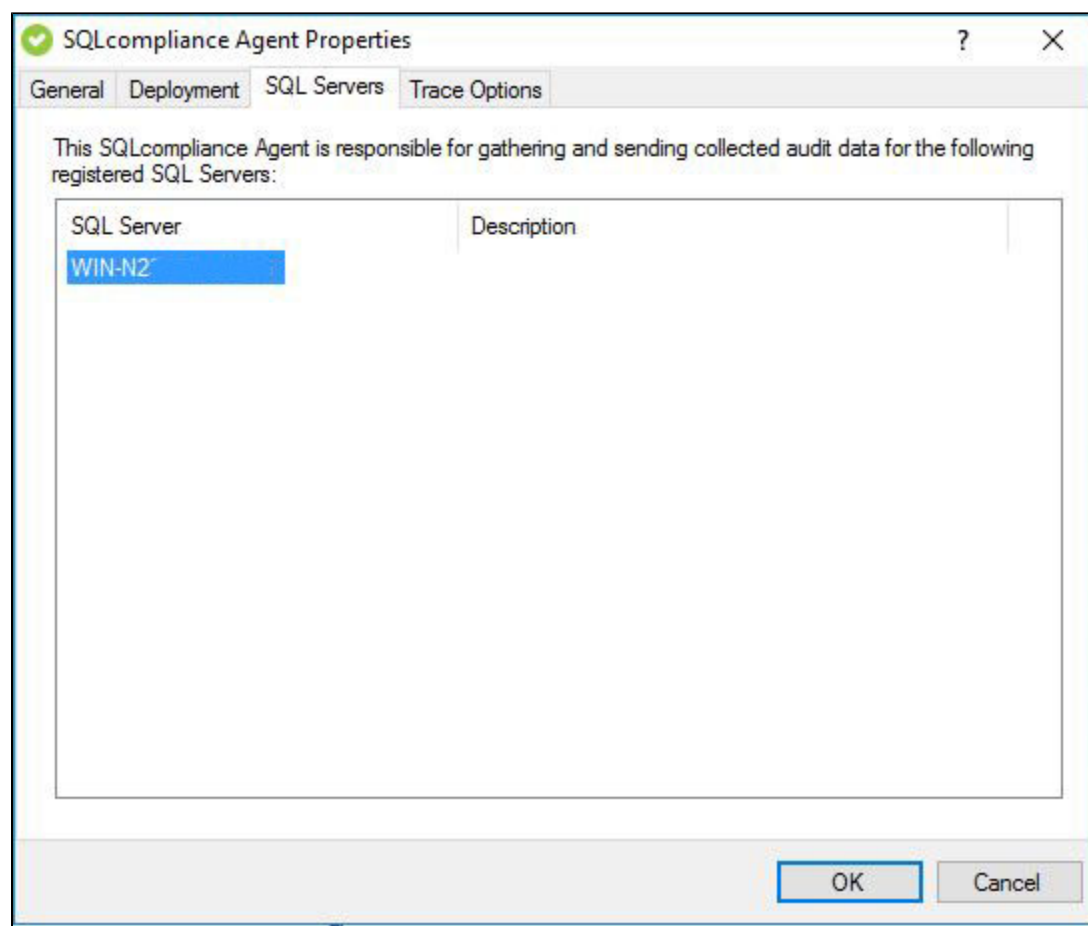 SQLcompliance Agent Properties ?
General Deployment SQL Servers Trace Options
This SQLcompliance Agent is responsible for gathering and sending collected audit data for the following
registered SQL Servers:
SQL Server Description
WIN-N2
OK Cancel